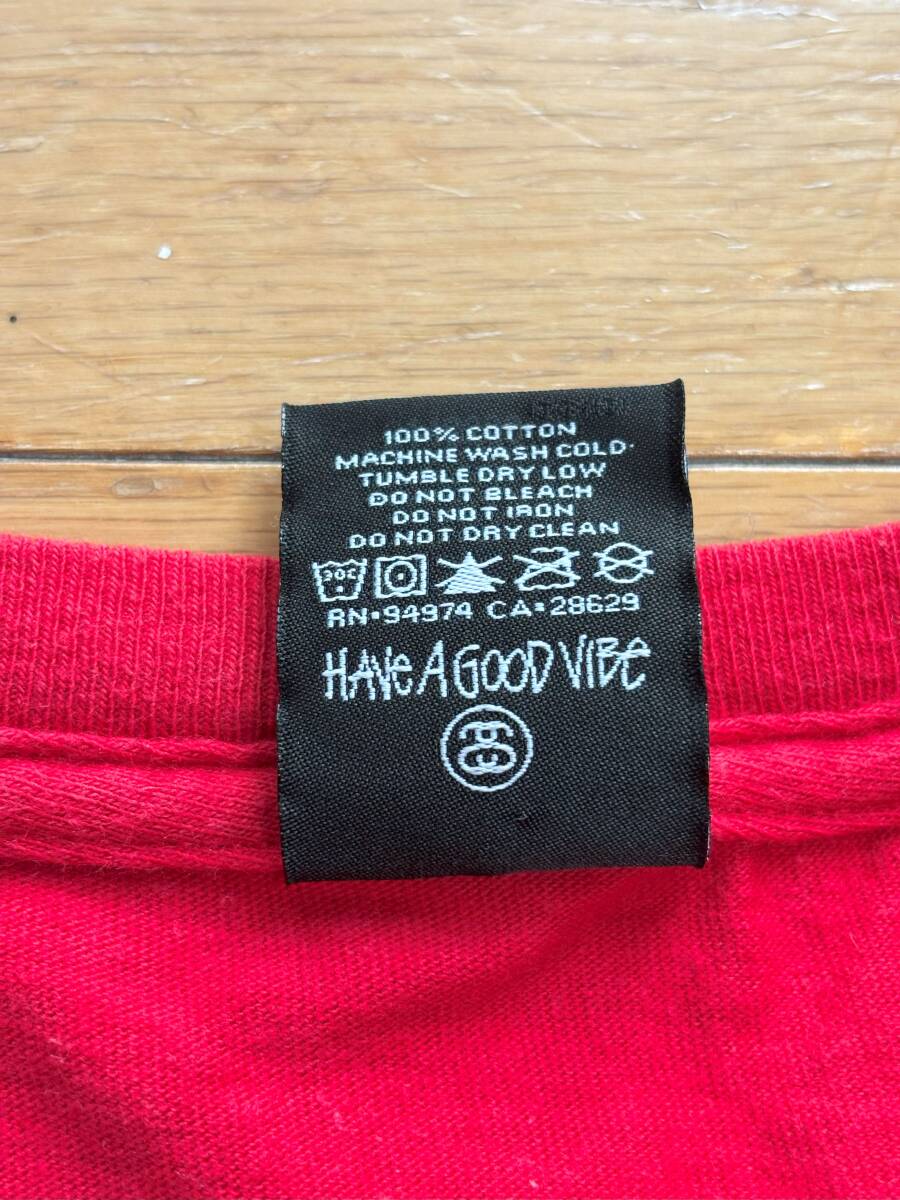 100% COTTON
MACHINE WASH COLD
TUMBLE DRY LOW
DO NOT BLEACH
DO NOT IRON
DO NOT DRY CLEAN
30C
RN•94974 CA=28629
HAVE A GOOD VIBE